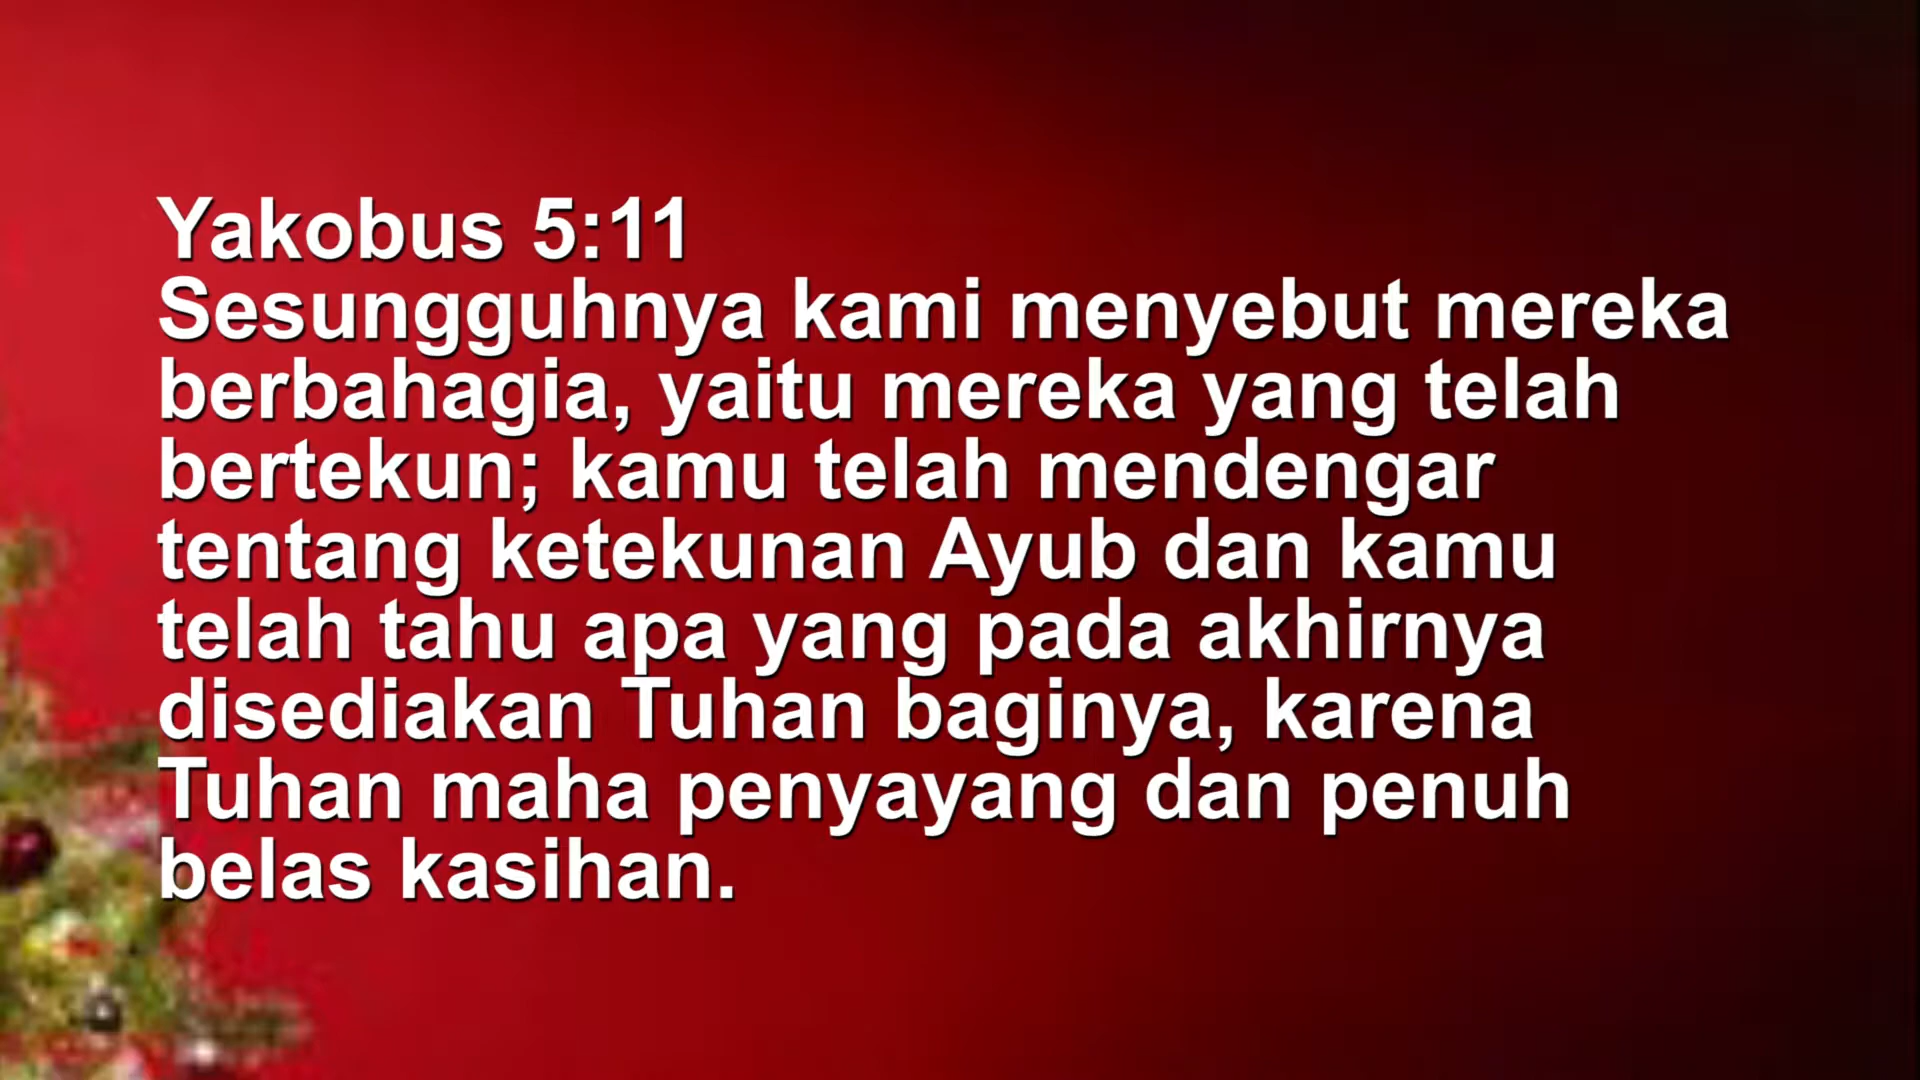 Yakobus 5:11
Sesungguhnya kami menyebut mereka
berbahagia, yaitu mereka yang telah
bertekun; kamu telah mendengar
tentang ketekunan Ayub dan kamu
telah tahu apa yang pada akhirnya
disediakan Tuhan baginya, karena
Tuhan maha penyayang dan penuh
belas kasihan.